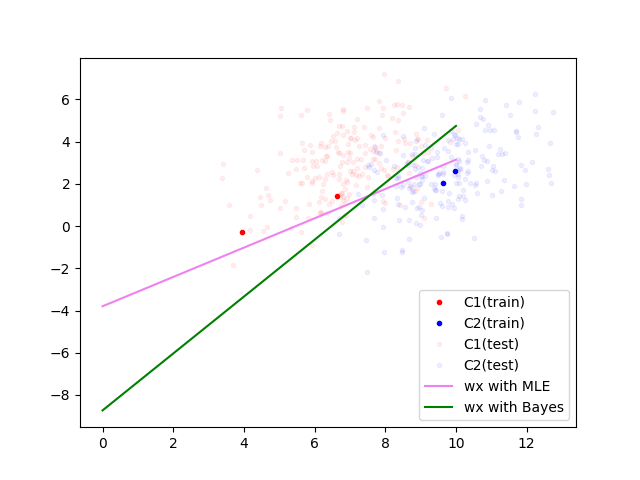 6
4
2
0
−2
−4
−6
−8
0
2
4
6
8
10
12
C1(train)
C2(train)
C1(test)
C2(test)
wx with MLE
wx with Bayes